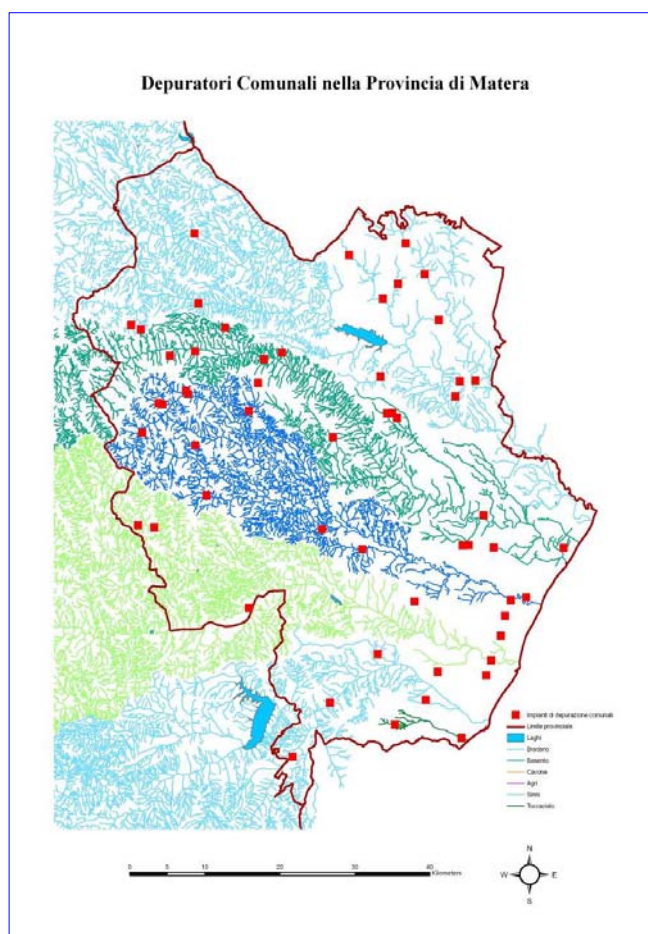 Depuratori Comunali nella Provincia di Matera
Impianti di depurazione comunali
Limite provinciale
Laghi
Bradano
Basento
Cavone
Agri
Sinni
Toccacielo
0 5 10 20 30 40
Kilometers
N
W E
S